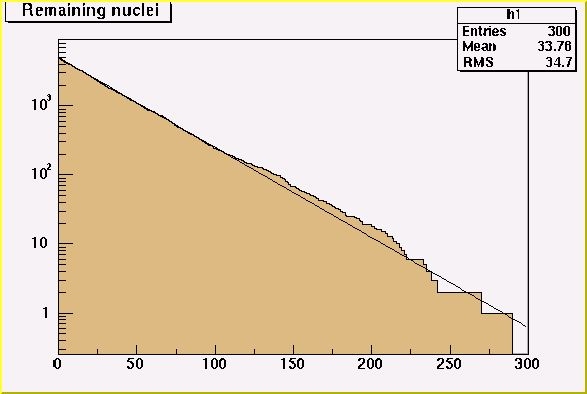 Remaining nuclei
h1
Entries 300
Mean 33.76
RMS 34.7
10³
10²
10
1
0 50 100 150 200 250 300